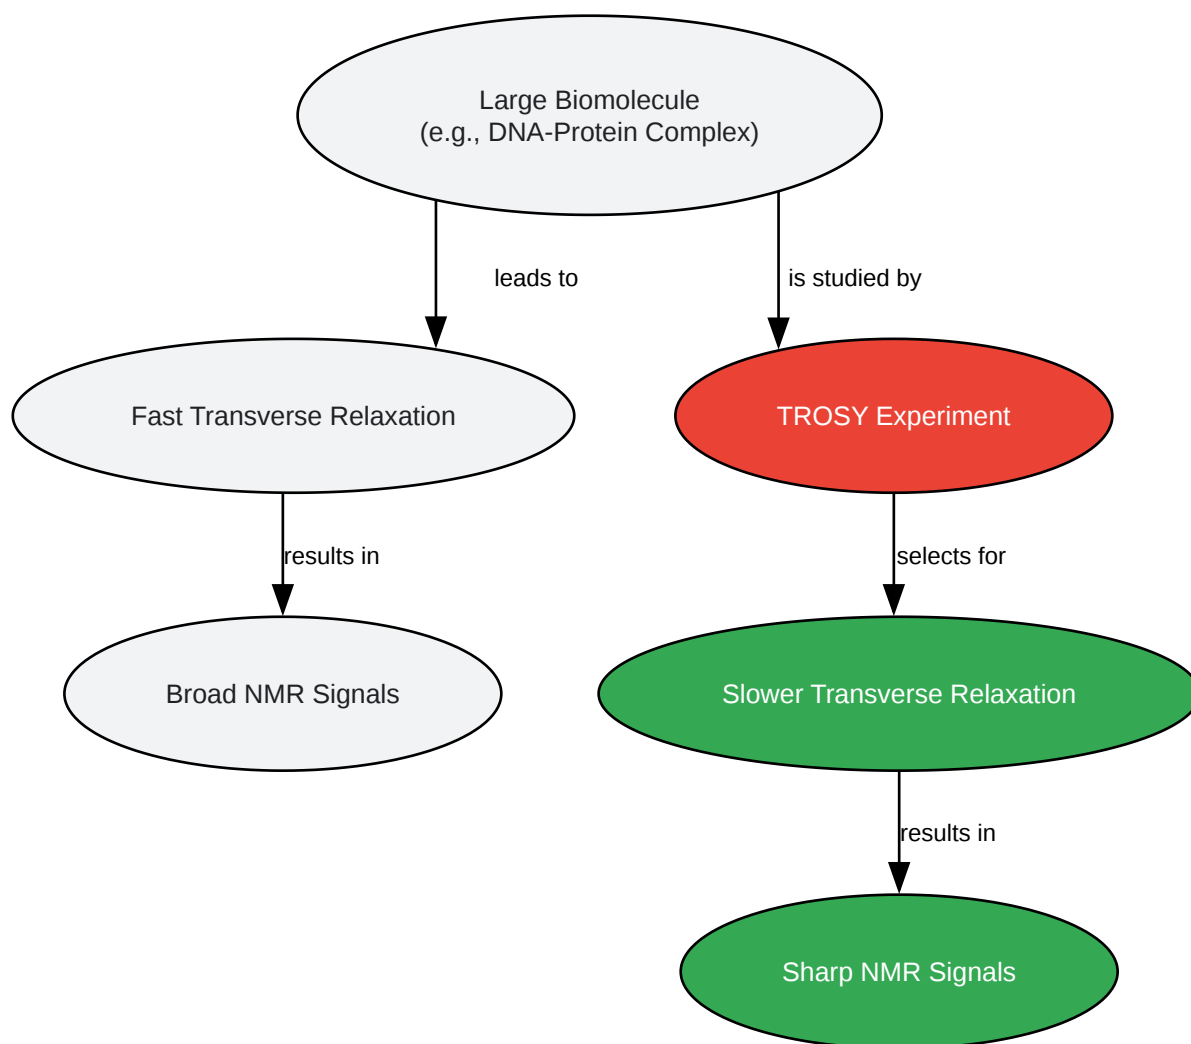 Large Biomolecule
(e.g., DNA-Protein Complex)
leads to
is studied by
Fast Transverse Relaxation
TROSY Experiment
results in
selects for
Broad NMR Signals
Slower Transverse Relaxation
results in
Sharp NMR Signals